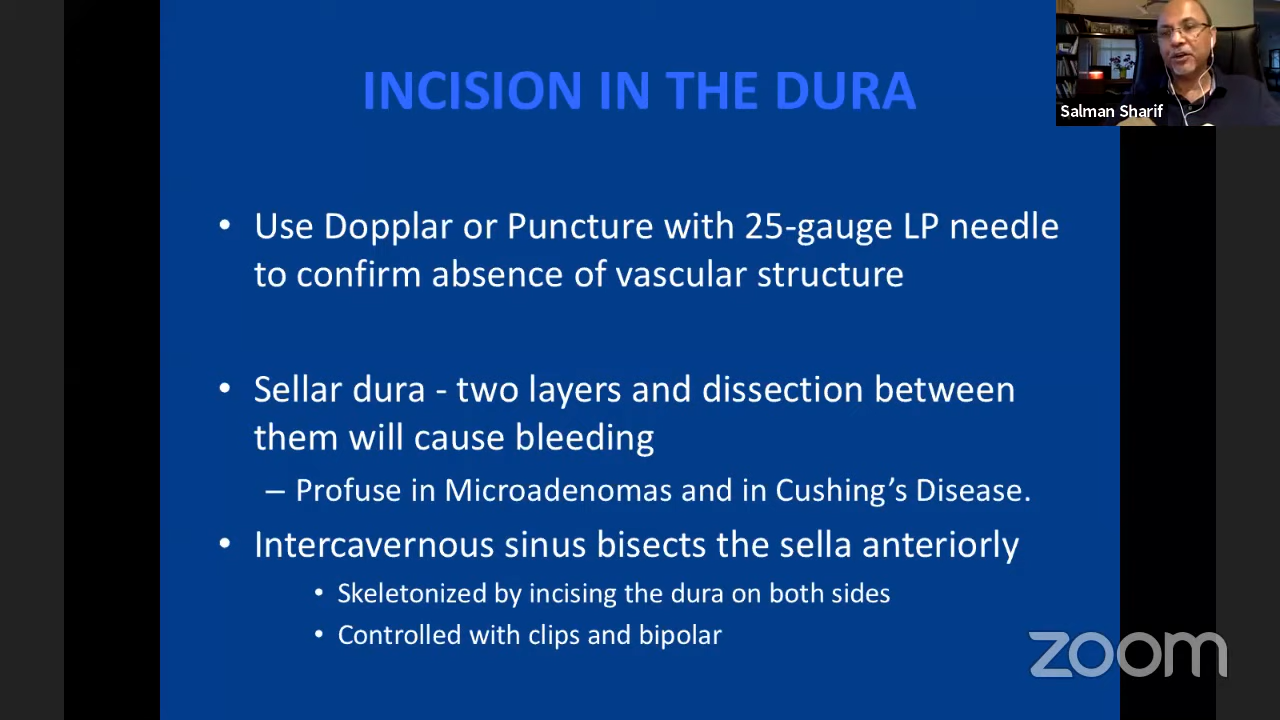 INCISION IN THE DURA
Salman Sharif
• Use Dopplar or Puncture with 25-gauge LP needle
to confirm absence of vascular structure
• Sellar dura - two layers and dissection between
them will cause bleeding
– Profuse in Microadenomas and in Cushing’s Disease.
• Intercavernous sinus bisects the sella anteriorly
• Skeletonized by incising the dura on both sides
• Controlled with clips and bipolar
zoom